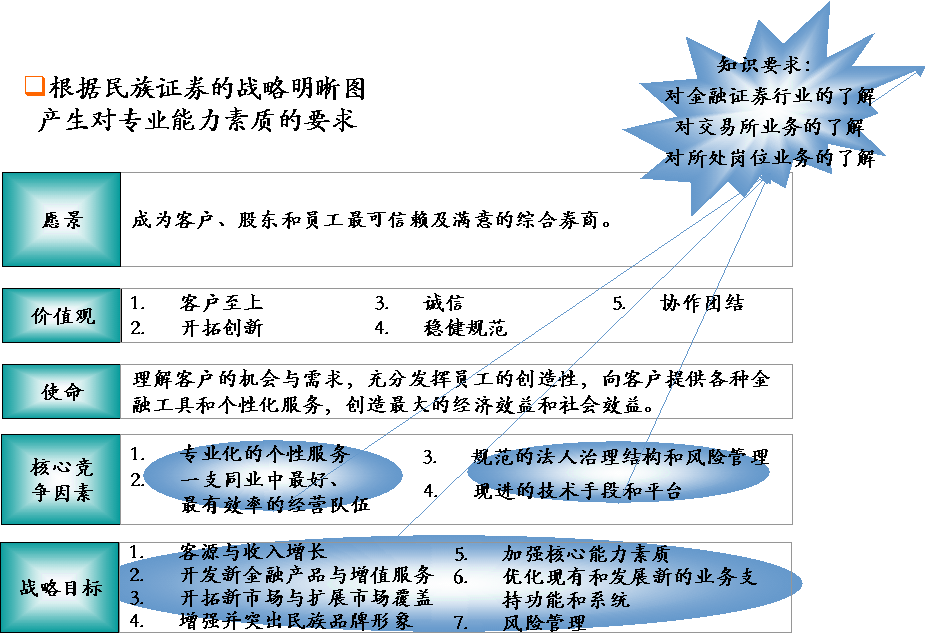 根据民族证券的战略明晰图
产生对专业能力素质的要求
知识要求：
对金融证券行业的了解
对交易所业务的了解
对所处岗位业务的了解
愿景
成为客户、股东和员工最可信赖及满意的综合券商。
价值观
1. 客户至上
2. 开拓创新
3. 诚信
4. 稳健规范
5. 协作团结
使命
理解客户的机会与需求，充分发挥员工的创造性，向客户提供各种金
融工具和个性化服务，创造最大的经济效益和社会效益。
核心竞
争因素
1. 专业化的个性服务
2. 一支同业中最好、
最有效率的经营队伍
3. 规范的法人治理结构和风险管理
4. 现进的技术手段和平台
战略目标
1. 客源与收入增长
2. 开发新金融产品与增值服务
3. 开拓新市场与扩展市场覆盖
4. 增强并突出民族品牌形象
5. 加强核心能力素质
6. 优化现有和发展新的业务支
持功能和系统
7. 风险管理